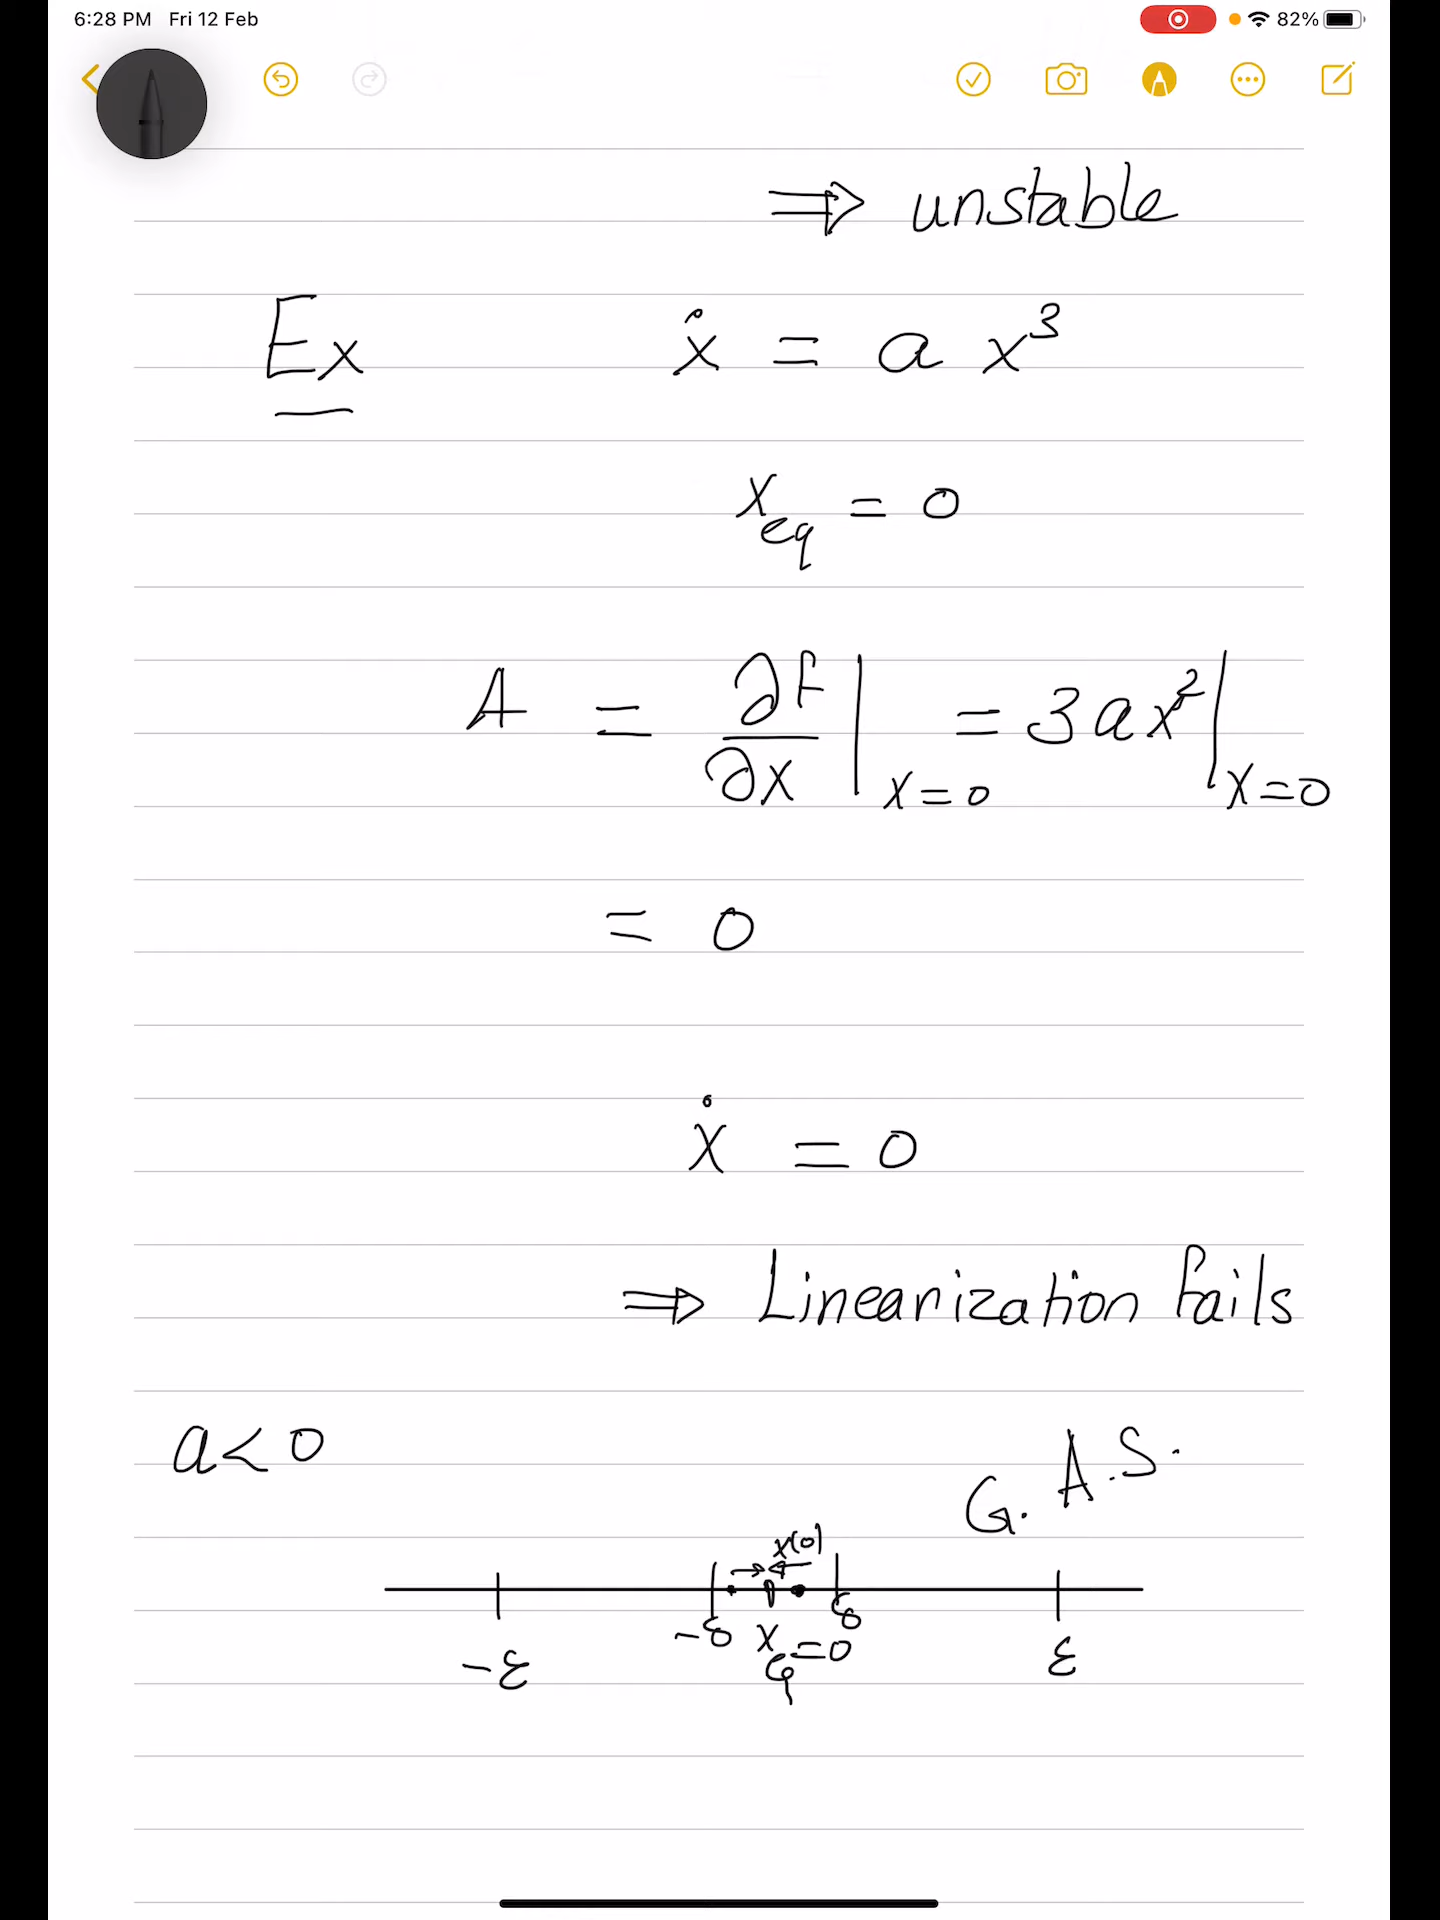 6:28 PM Fri 12 Feb 82%
⇒ unstable
Ex ẋ = a x³
x_eq = 0
A = ∂f/∂x |_{x=0} = 3ax² |_{x=0}
= 0
ẋ = 0
⇒ Linearization fails
a < 0 G. A.S.
x(0)
-ε -δ x_eq=0 δ ε